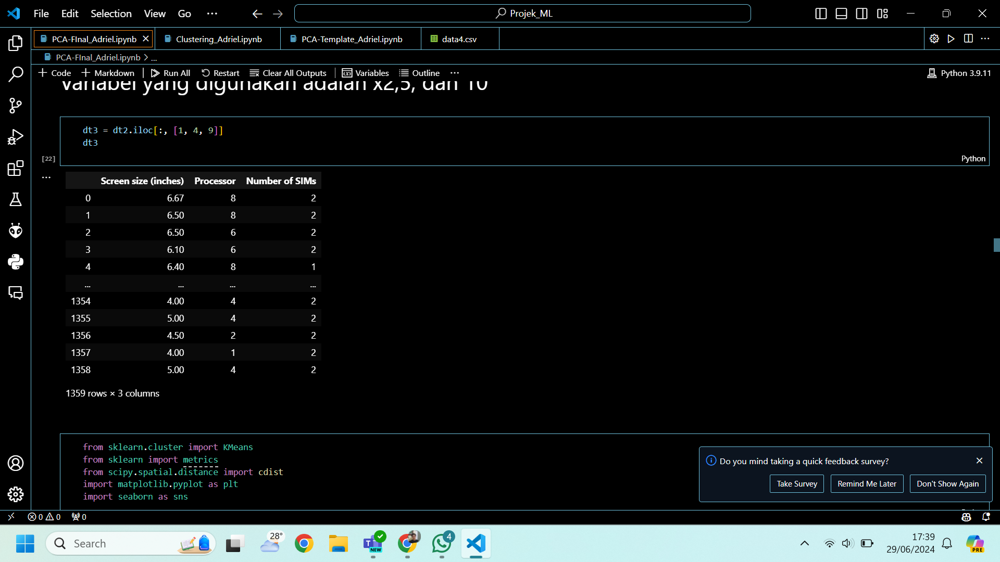 File Edit Selection View Go ... Projek_ML
PCA-FInal_Adriel.ipynb Clustering_Adriel.ipynb PCA-Template_Adriel.ipynb data4.csv
PCA-FInal_Adriel.ipynb > ...
+ Code + Markdown Run All Restart Clear All Outputs Variables Outline ... Python 3.9.11
Variabel yang digunakan adalah x2,5, dan 10
dt3 = dt2.iloc[:, [1, 4, 9]]
dt3
[22] Python
...
Screen size (inches) Processor Number of SIMs
0 6.67 8 2
1 6.50 8 2
2 6.50 6 2
3 6.10 6 2
4 6.40 8 1
... ... ... ...
1354 4.00 4 2
1355 5.00 4 2
1356 4.50 2 2
1357 4.00 1 2
1358 5.00 4 2
1359 rows × 3 columns
from sklearn.cluster import KMeans
from sklearn import metrics
from scipy.spatial.distance import cdist
import matplotlib.pyplot as plt
import seaborn as sns
Do you mind taking a quick feedback survey?
Take Survey Remind Me Later Don't Show Again
0 0 0
Search 28° T NEW 4 17:39 PRE
29/06/2024